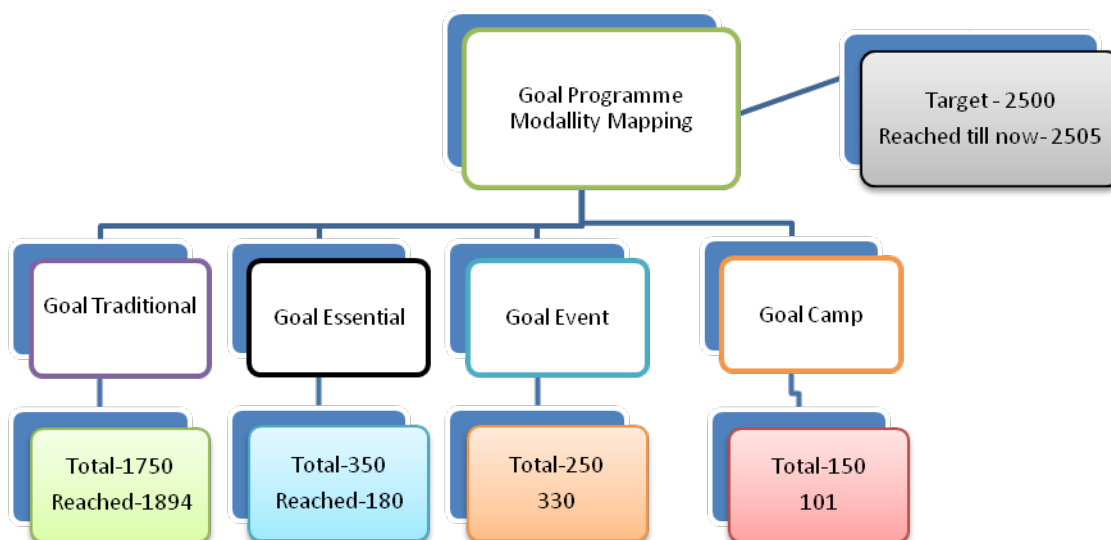 Goal Programme
Modallity Mapping
Target - 2500
Reached till now- 2505
Goal Traditional
Goal Essential
Goal Event
Goal Camp
Total-1750
Reached-1894
Total-350
Reached-180
Total-250
330
Total-150
101